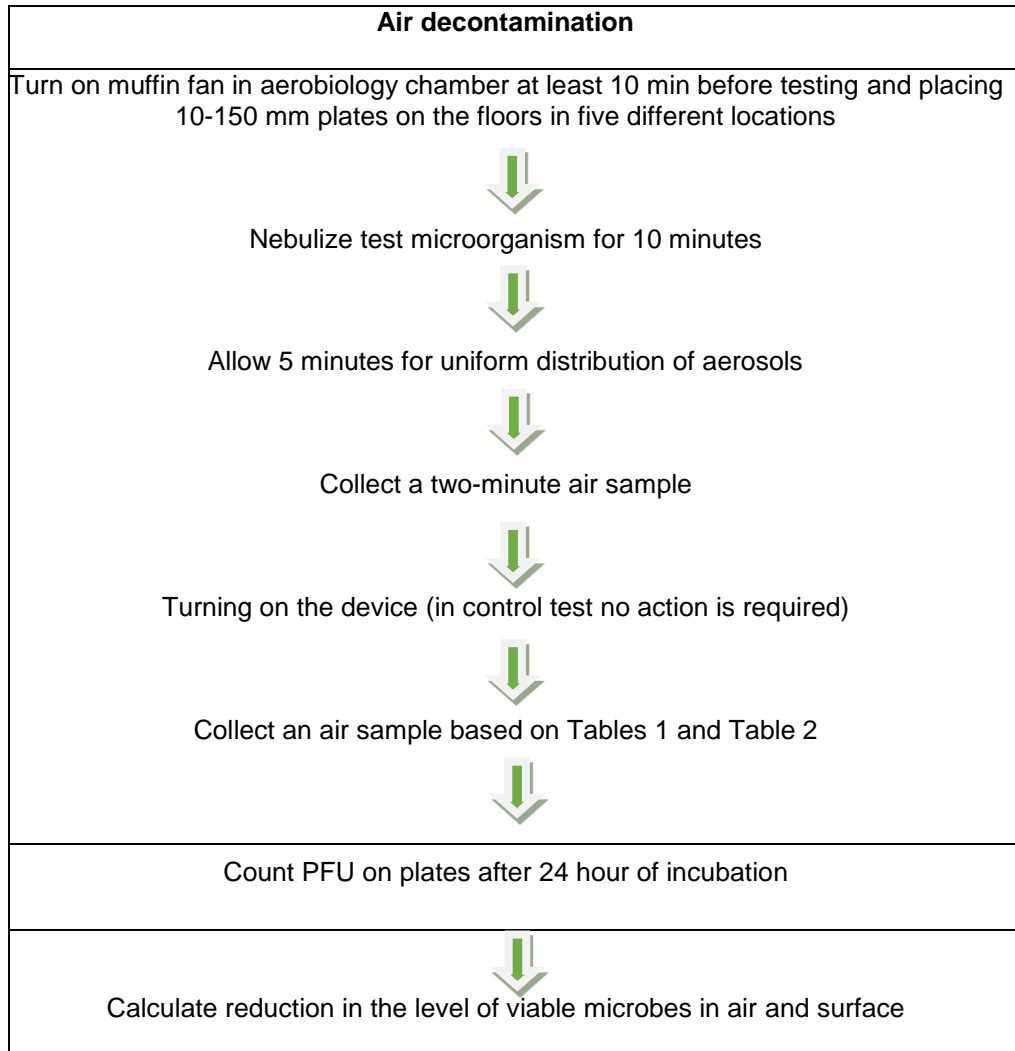 Air decontamination
Turn on muffin fan in aerobiology chamber at least 10 min before testing and placing
10-150 mm plates on the floors in five different locations
Nebulize test microorganism for 10 minutes
Allow 5 minutes for uniform distribution of aerosols
Collect a two-minute air sample
Turning on the device (in control test no action is required)
Collect an air sample based on Tables 1 and Table 2
Count PFU on plates after 24 hour of incubation
Calculate reduction in the level of viable microbes in air and surface